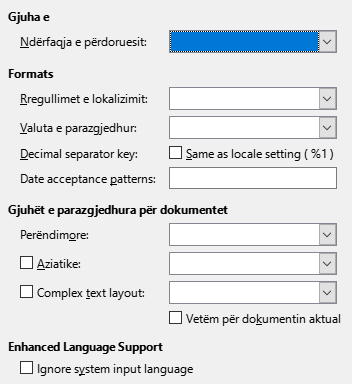 Gjuha e
Ndërfaqja e përdoruesit:
Formats
Rregullimet e lokalizimit:
Valuta e parazgjedhur:
Decimal separator key: Same as locale setting ( %1 )
Date acceptance patterns:
Gjuhët e parazgjedhura për dokumentet
Perëndimore:
Aziatike:
Complex text layout:
Vetëm për dokumentin aktual
Enhanced Language Support
Ignore system input language